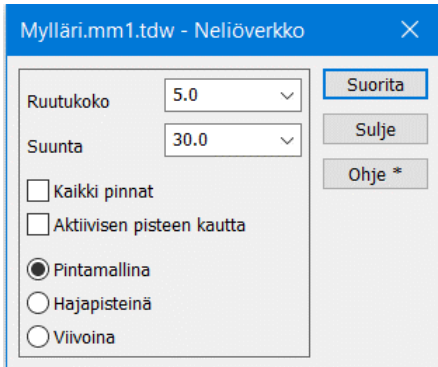 Mylläri.mm1.tdw - Neliöverkko
Ruutukoko 5.0
Suunta 30.0
Kaikki pinnat
Aktiivisen pisteen kautta
Pintamallina
Hajapisteinä
Viivoina
Suorita
Sulje
Ohje *